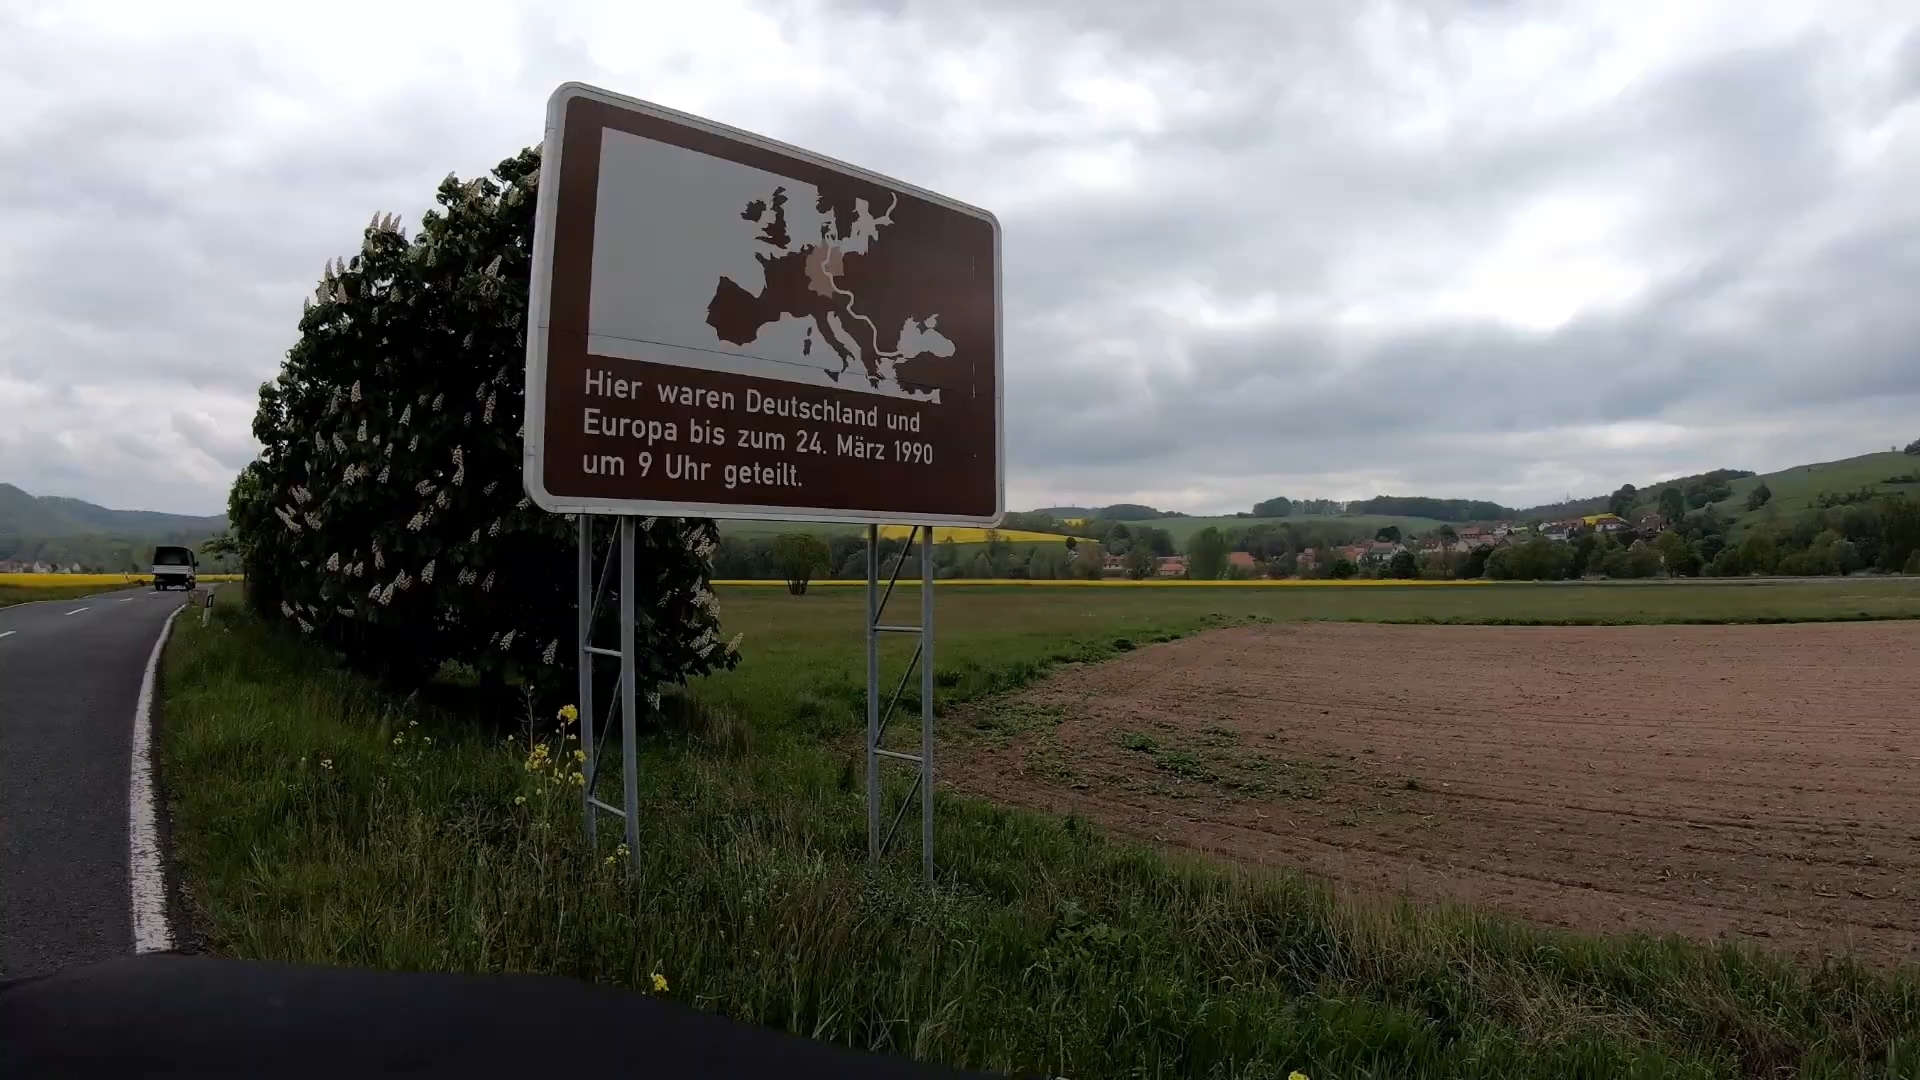 Hier waren Deutschland und
Europa bis zum 24. März 1990
um 9 Uhr geteilt.